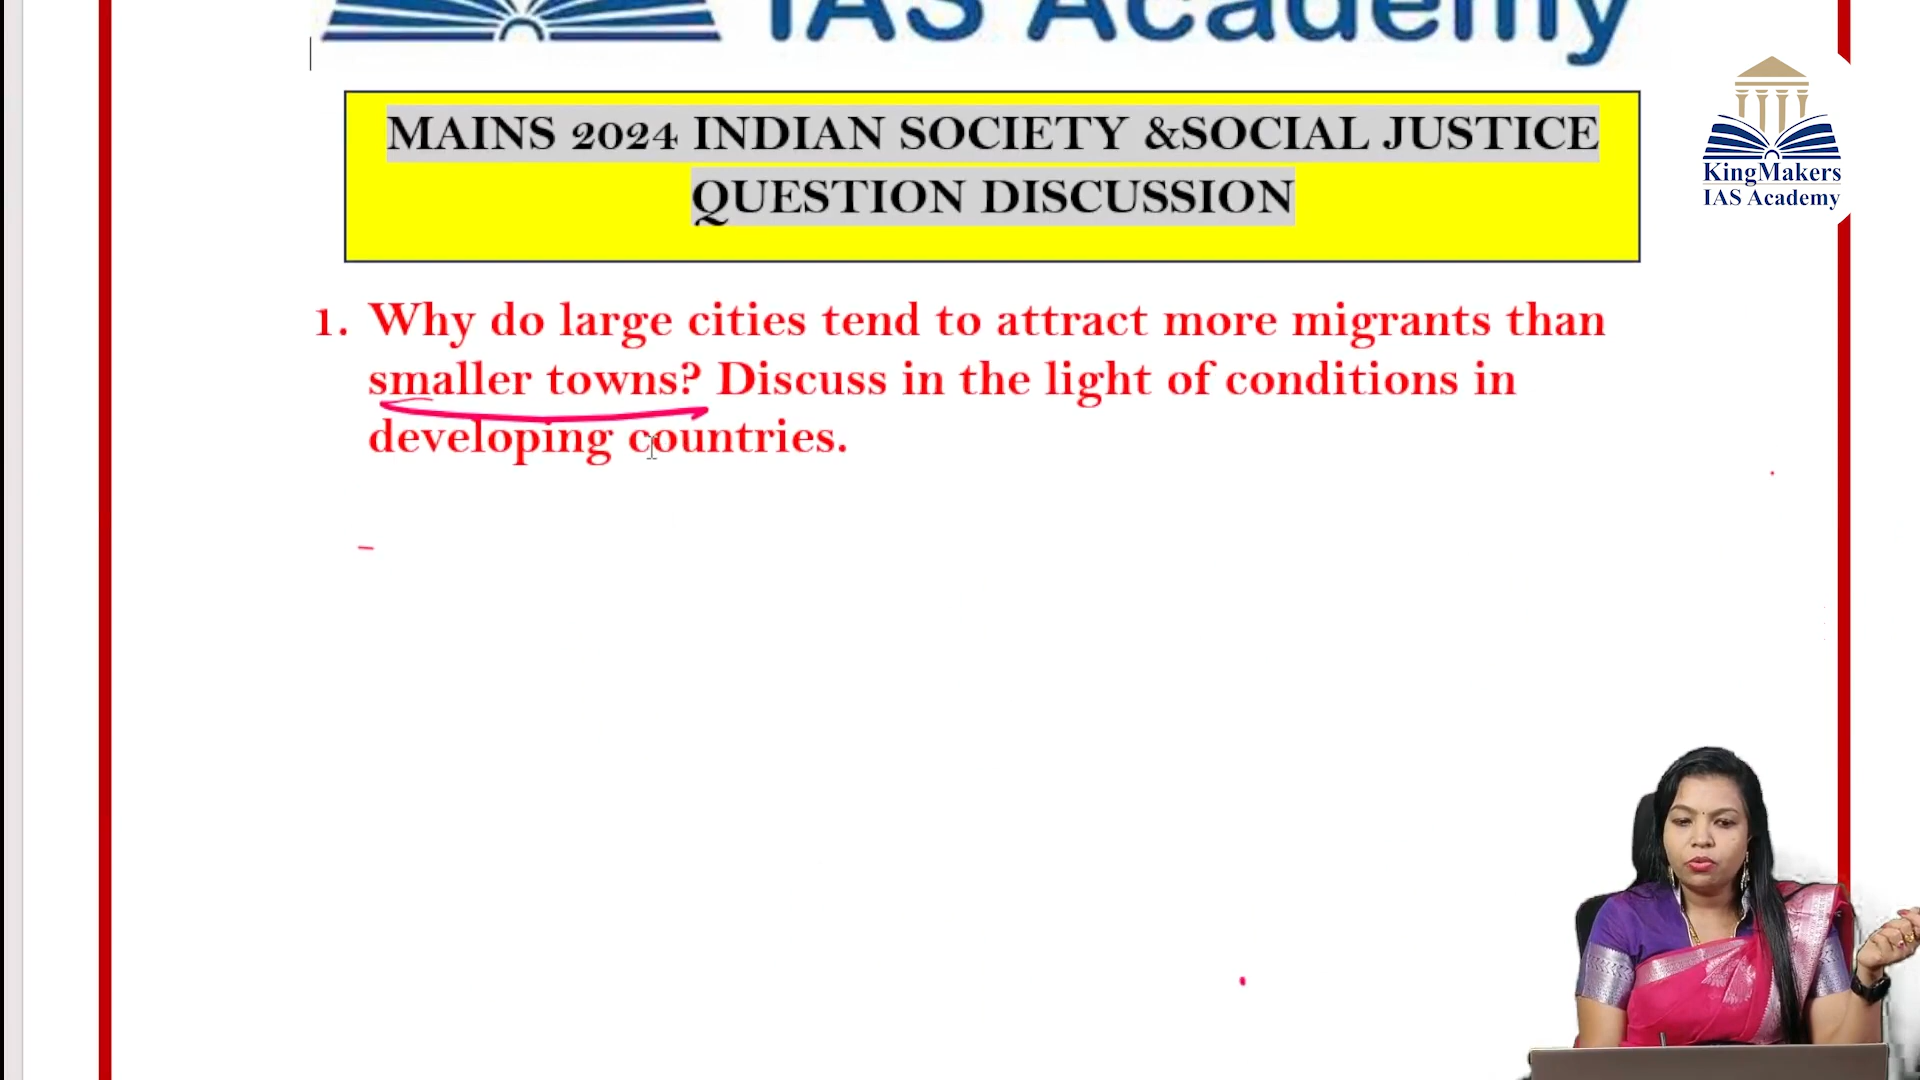 IAS Academy
MAINS 2024 INDIAN SOCIETY &SOCIAL JUSTICE
QUESTION DISCUSSION
KingMakers
IAS Academy
1. Why do large cities tend to attract more migrants than
smaller towns? Discuss in the light of conditions in
developing countries.